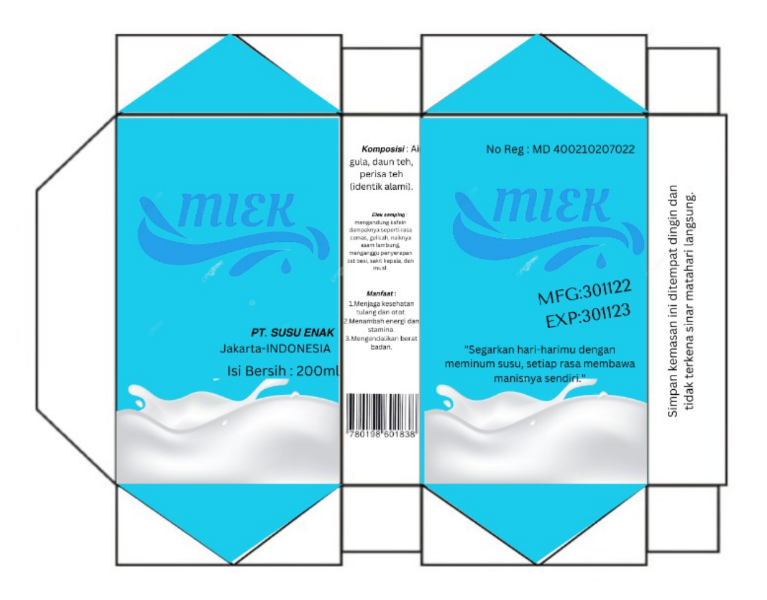 MIEK
PT. SUSU ENAK
Jakarta-INDONESIA
Isi Bersih : 200ml
Komposisi : Ai
gula, daun teh,
perisa teh
(identik alami).
Efek samping :
mengandung kafein
dampaknya seperti rasa
cemas, gelisah, naiknya
asam lambung,
menganggu penyerapan
zat besi, sakit kepala, dan
mual
Manfaat :
1.Menjaga kesehatan
tulang dan otot
2.Menambah energi dan
stamina
3.Mengendalikan berat
badan.
780198 601838
No Reg : MD 400210207022
MIEK
MFG:301122
EXP:301123
"Segarkan hari-harimu dengan
meminum susu, setiap rasa membawa
manisnya sendiri."
Simpan kemasan ini ditempat dingin dan
tidak terkena sinar matahari langsung.